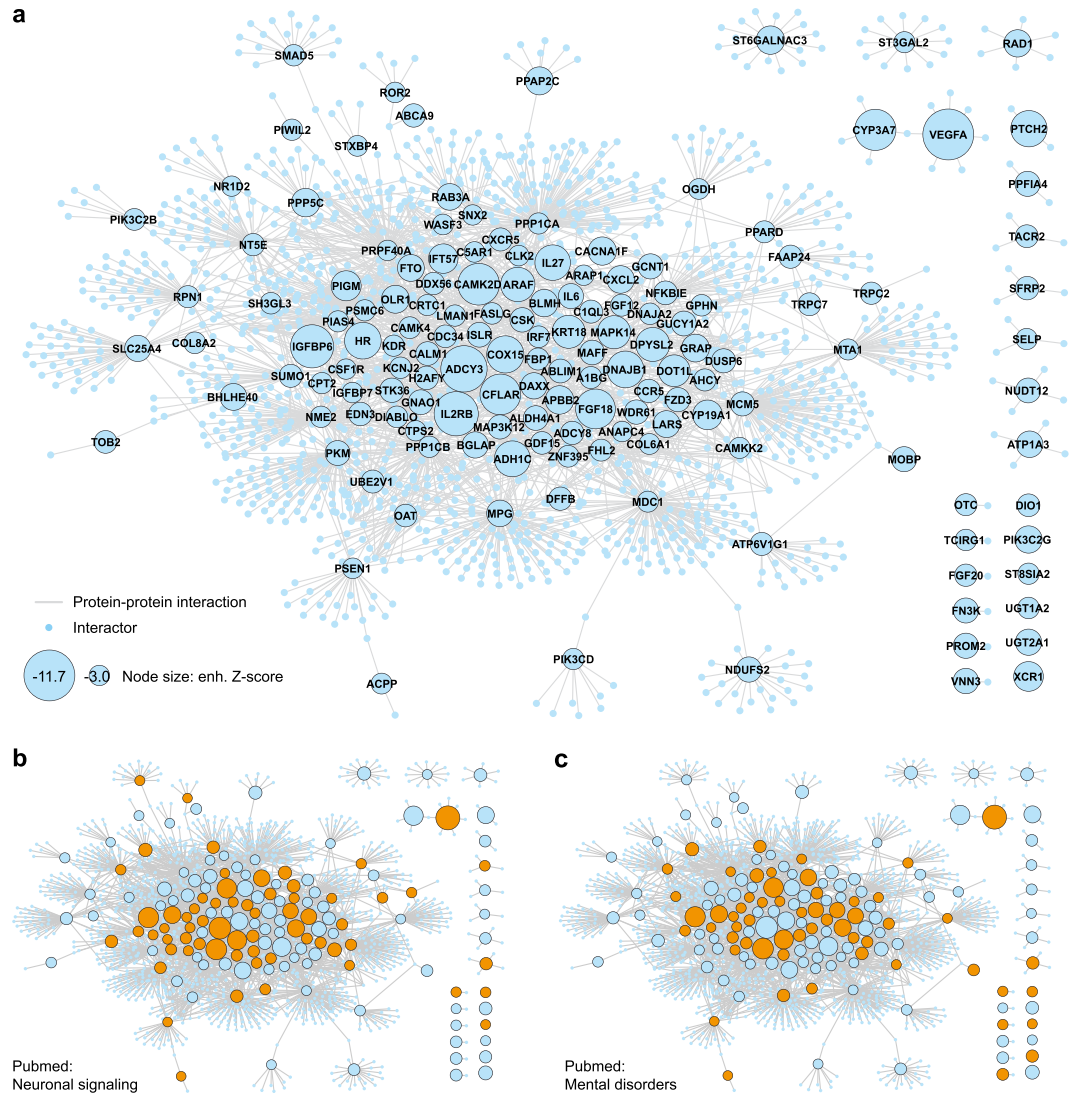 a
ST6GALNAC3
ST3GAL2
RAD1
SMAD5
PPAP2C
ROR2
ABCA9
PIWIL2
STXBP4
CYP3A7
VEGFA
PTCH2
NR1D2
PPP5C
RAB3A
SNX2
WASF3
PPP1CA
OGDH
PPFIA4
PIK3C2B
NT5E
PRPF40A
CXCR5
C5AR1
CLK2
CACNA1F
PPARD
TACR2
FTO
IFT57
IL27
GCNT1
FAAP24
PIGM
DDX56
CAMK2D
ARAF
ARAP1
CXCL2
NFKBIE
RPN1
SH3GL3
OLR1
CRTC1
BLMH
IL6
FGF12
GPHN
TRPC7
TRPC2
SFRP2
PSMC6
LMAN1
FASLG
C1QL3
DNAJA2
PIAS4
CSK
GUCY1A2
SLC25A4
COL8A2
IGFBP6
HR
CAMK4
CDC34
ISLR
IRF7
KRT18
MAPK14
SELP
KDR
CALM1
COX15
FBP1
MAFF
DPYSL2
GRAP
MTA1
SUMO1
CSF1R
KCNJ2
ADCY3
ABLIM1
DNAJB1
DUSP6
CPT2
H2AFY
A1BG
DOT1L
AHCY
BHLHE40
IGFBP7
STK36
CFLAR
DAXX
CCR5
FZD3
NUDT12
GNAO1
APBB2
MCM5
NME2
EDN3
DIABLO
IL2RB
ALDH4A1
FGF18
WDR61
CYP19A1
CTPS2
MAP3K12
ADCY8
ANAPC4
LARS
TOB2
PKM
PPP1CB
BGLAP
GDF15
FHL2
COL6A1
CAMKK2
ATP1A3
ADH1C
ZNF395
MOBP
UBE2V1
OAT
MPG
DFFB
MDC1
OTC
DIO1
ATP6V1G1
TCIRG1
PIK3C2G
PSEN1
FGF20
ST8SIA2
FN3K
UGT1A2
PROM2
UGT2A1
VNN3
XCR1
PIK3CD
NDUFS2
ACPP
Protein-protein interaction
Interactor
-11.7
-3.0
Node size: enh. Z-score
b
c
Pubmed:
Neuronal signaling
Pubmed:
Mental disorders